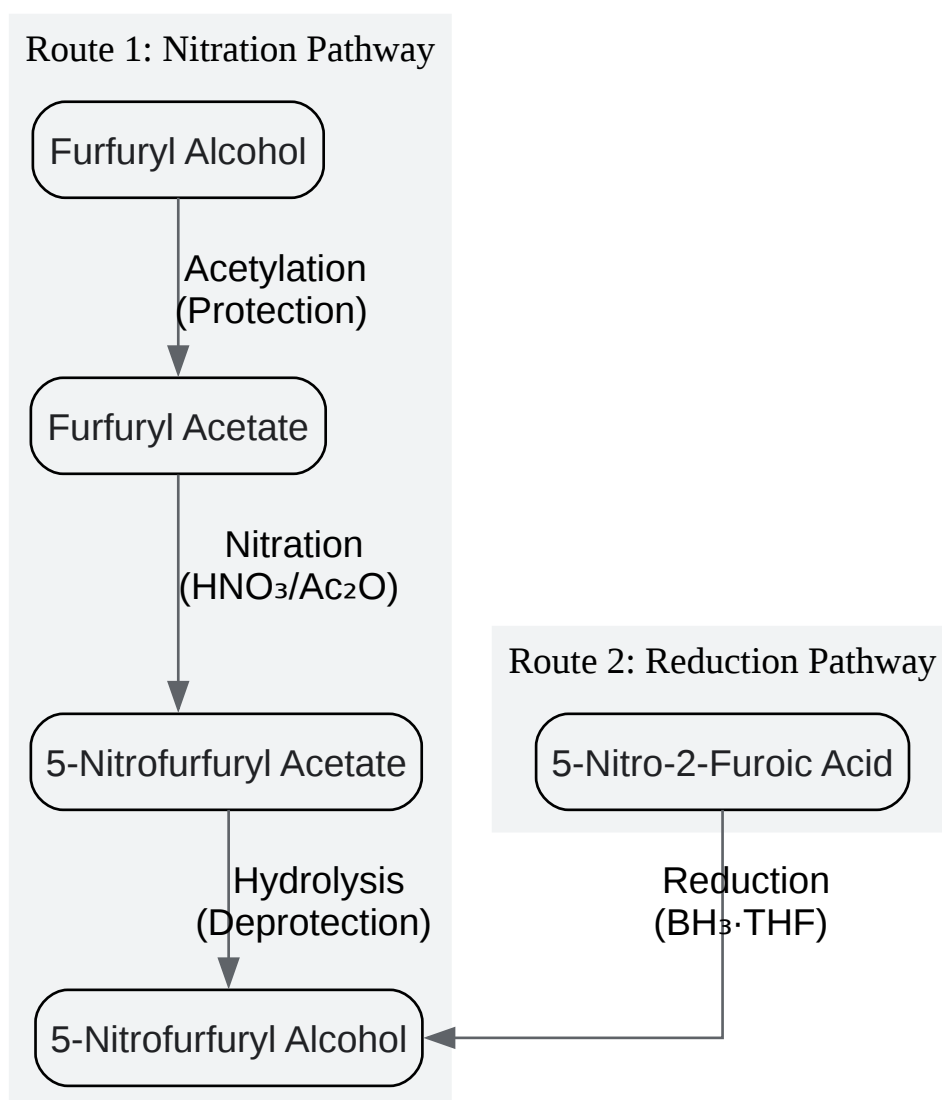 Route 1: Nitration Pathway
Furfuryl Alcohol
Acetylation
(Protection)
Furfuryl Acetate
Nitration
(HNO₃/Ac₂O)
5-Nitrofurfuryl Acetate
Hydrolysis
(Deprotection)
5-Nitrofurfuryl Alcohol
Route 2: Reduction Pathway
5-Nitro-2-Furoic Acid
Reduction
(BH₃·THF)